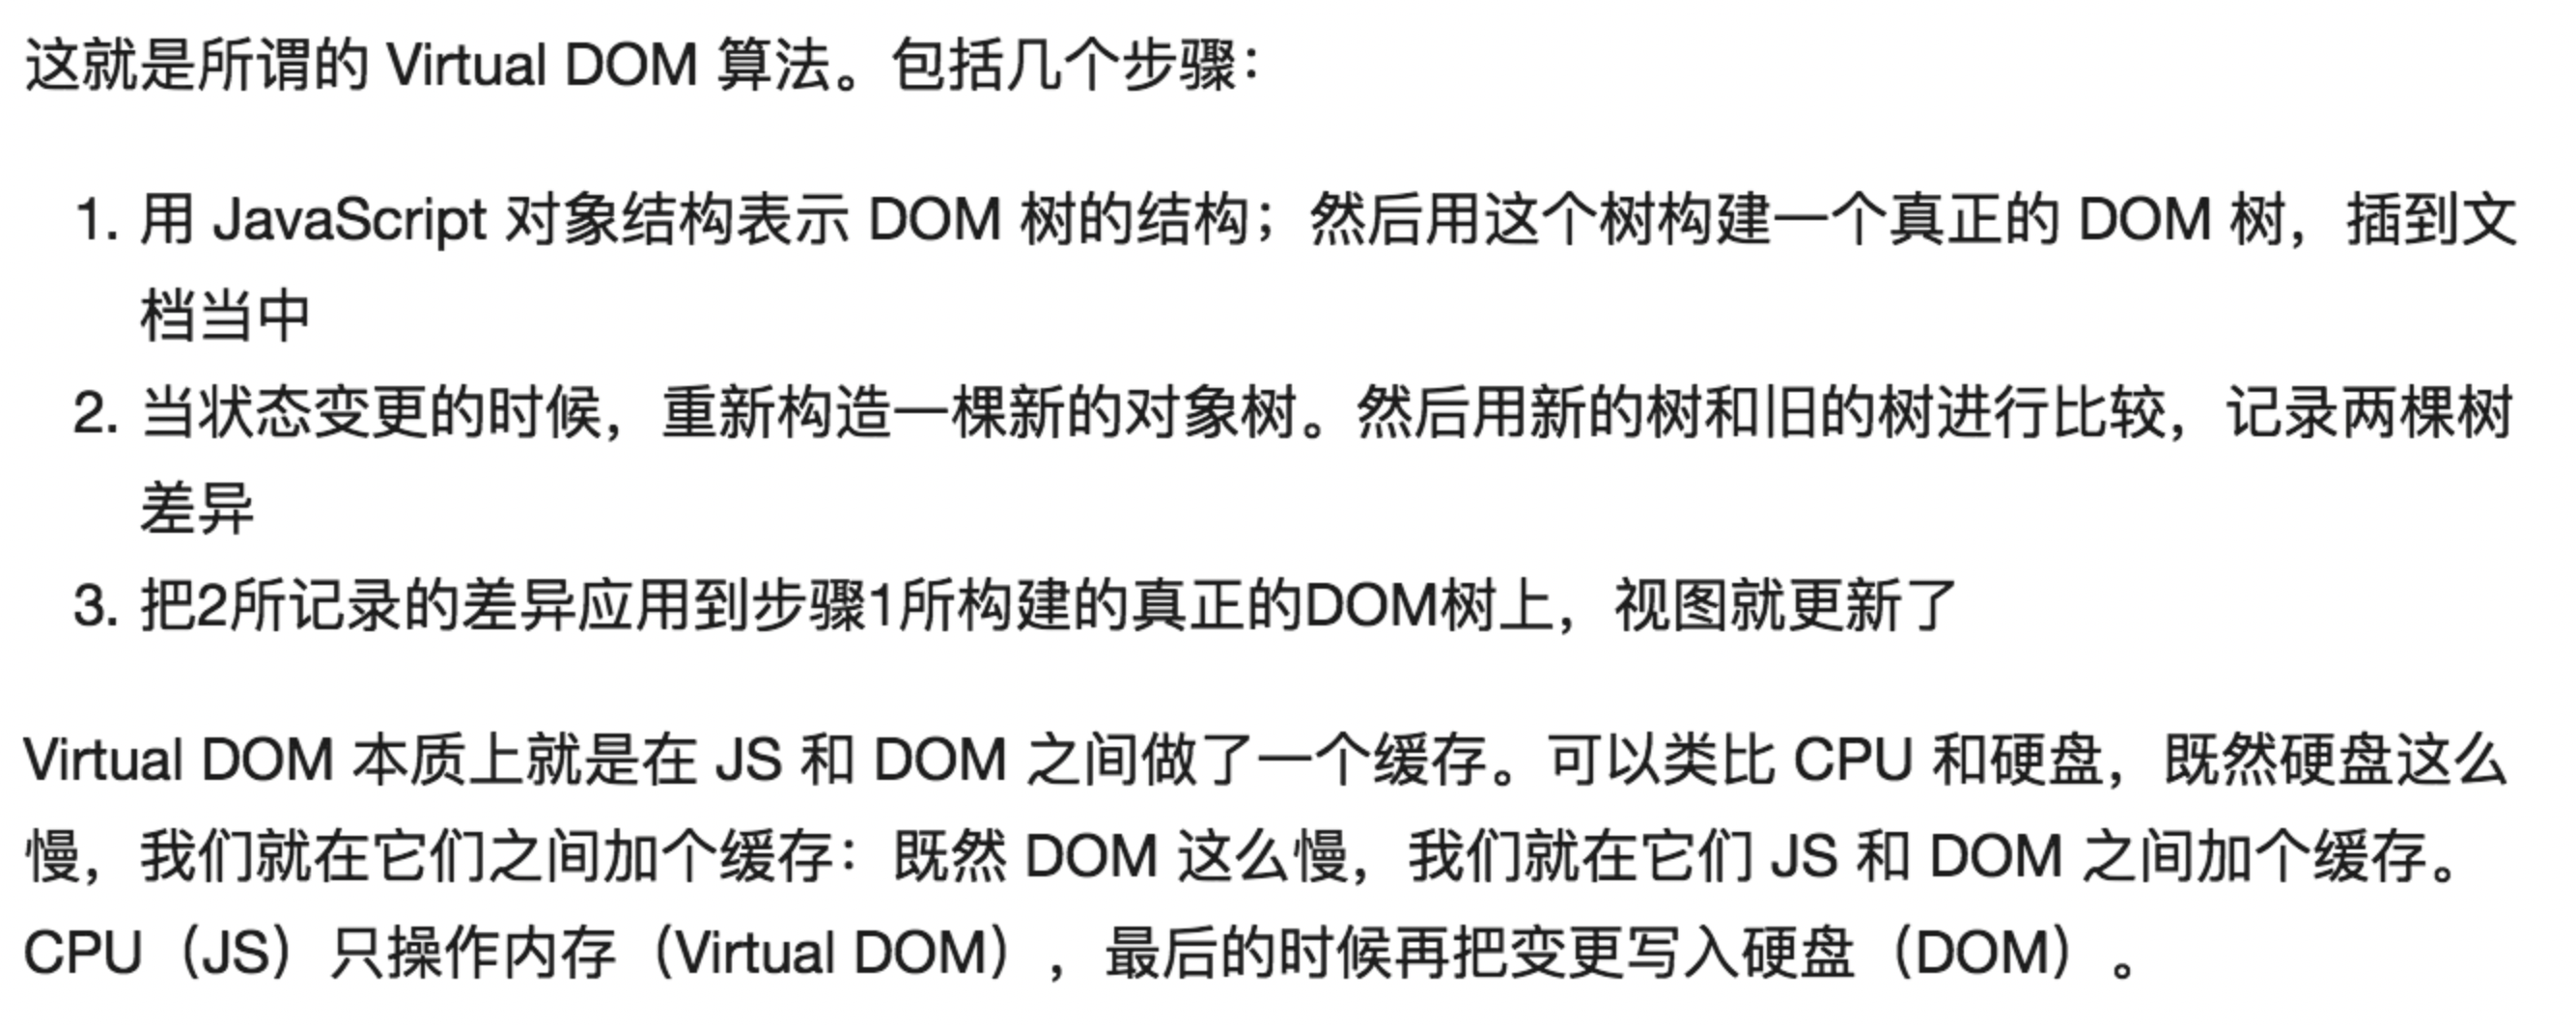 这就是所谓的 Virtual DOM 算法。包括几个步骤：
1. 用 JavaScript 对象结构表示 DOM 树的结构；然后用这个树构建一个真正的 DOM 树，插到文
档当中
2. 当状态变更的时候，重新构造一棵新的对象树。然后用新的树和旧的树进行比较，记录两棵树
差异
3. 把2所记录的差异应用到步骤1所构建的真正的DOM树上，视图就更新了
Virtual DOM 本质上就是在 JS 和 DOM 之间做了一个缓存。可以类比 CPU 和硬盘，既然硬盘这么
慢，我们就在它们之间加个缓存：既然 DOM 这么慢，我们就在它们 JS 和 DOM 之间加个缓存。
CPU（JS）只操作内存（Virtual DOM），最后的时候再把变更写入硬盘（DOM）。